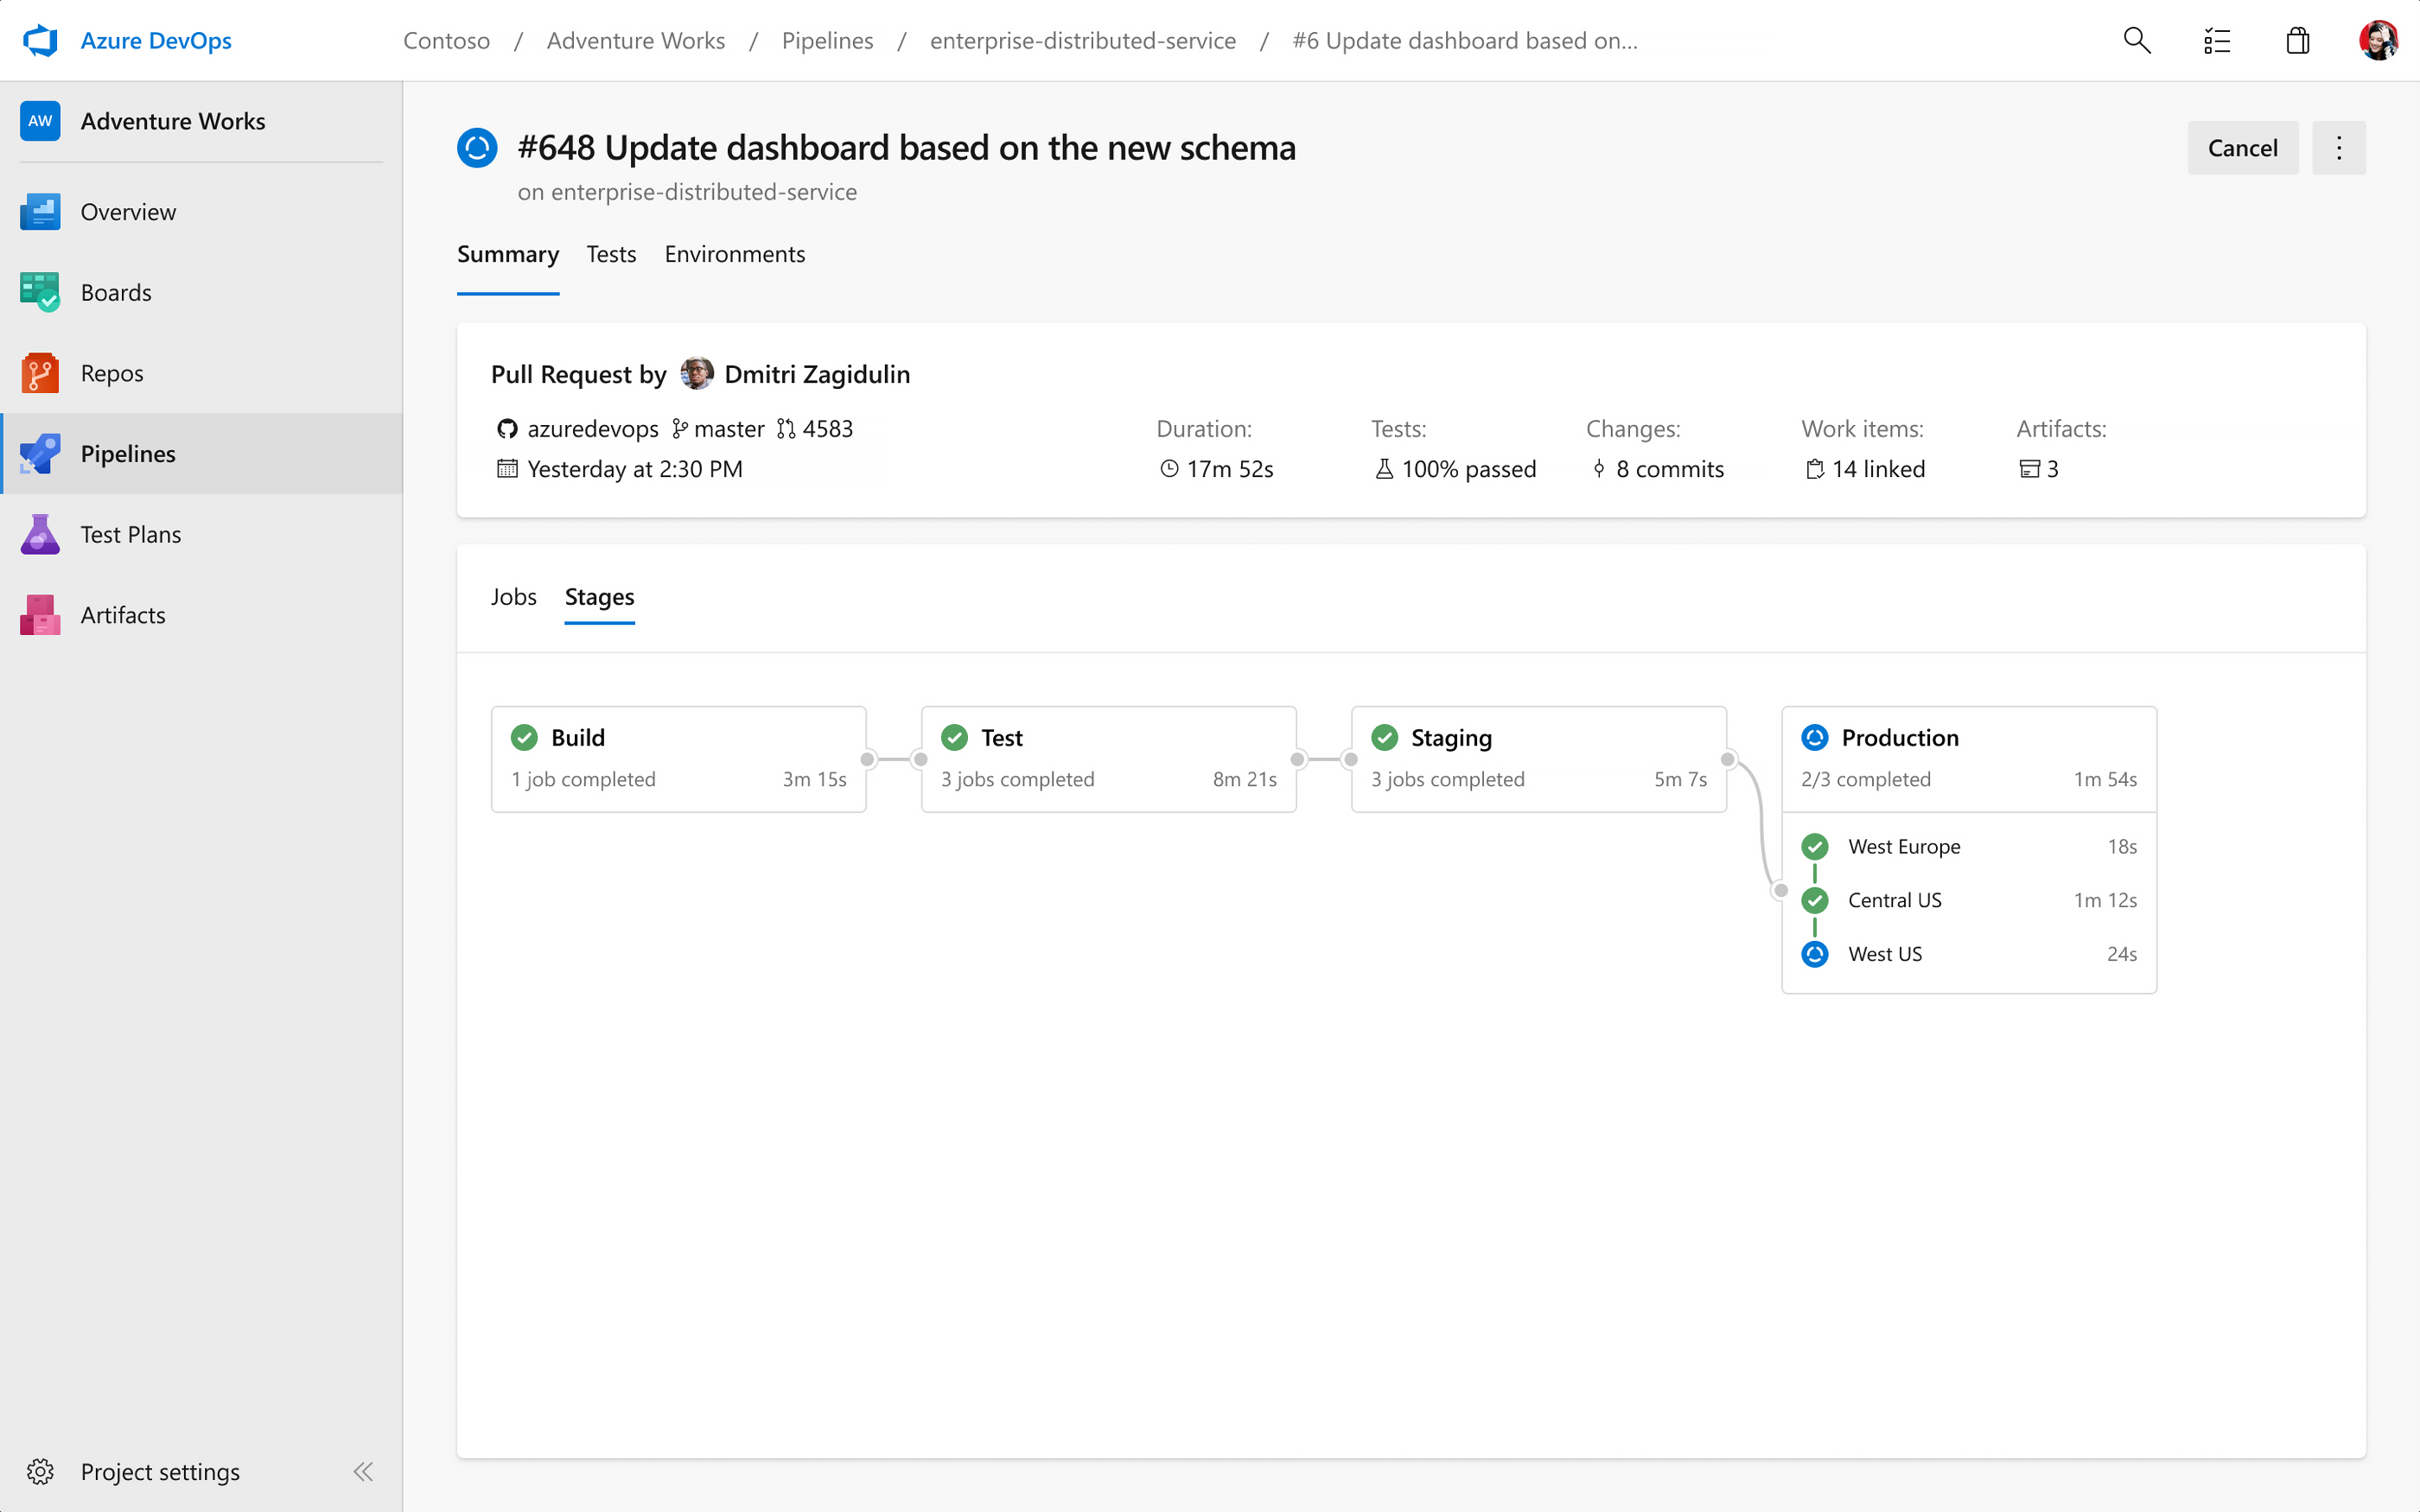 Azure DevOps
Contoso / Adventure Works / Pipelines / enterprise-distributed-service / #6 Update dashboard based on...
AW Adventure Works
Overview
Boards
Repos
Pipelines
Test Plans
Artifacts
Project settings
#648 Update dashboard based on the new schema
on enterprise-distributed-service
Cancel
Summary Tests Environments
Pull Request by Dmitri Zagidulin
azuredevops master 4583
Yesterday at 2:30 PM
Duration:
17m 52s
Tests:
100% passed
Changes:
8 commits
Work items:
14 linked
Artifacts:
3
Jobs Stages
Build
1 job completed 3m 15s
Test
3 jobs completed 8m 21s
Staging
3 jobs completed 5m 7s
Production
2/3 completed 1m 54s
West Europe 18s
Central US 1m 12s
West US 24s